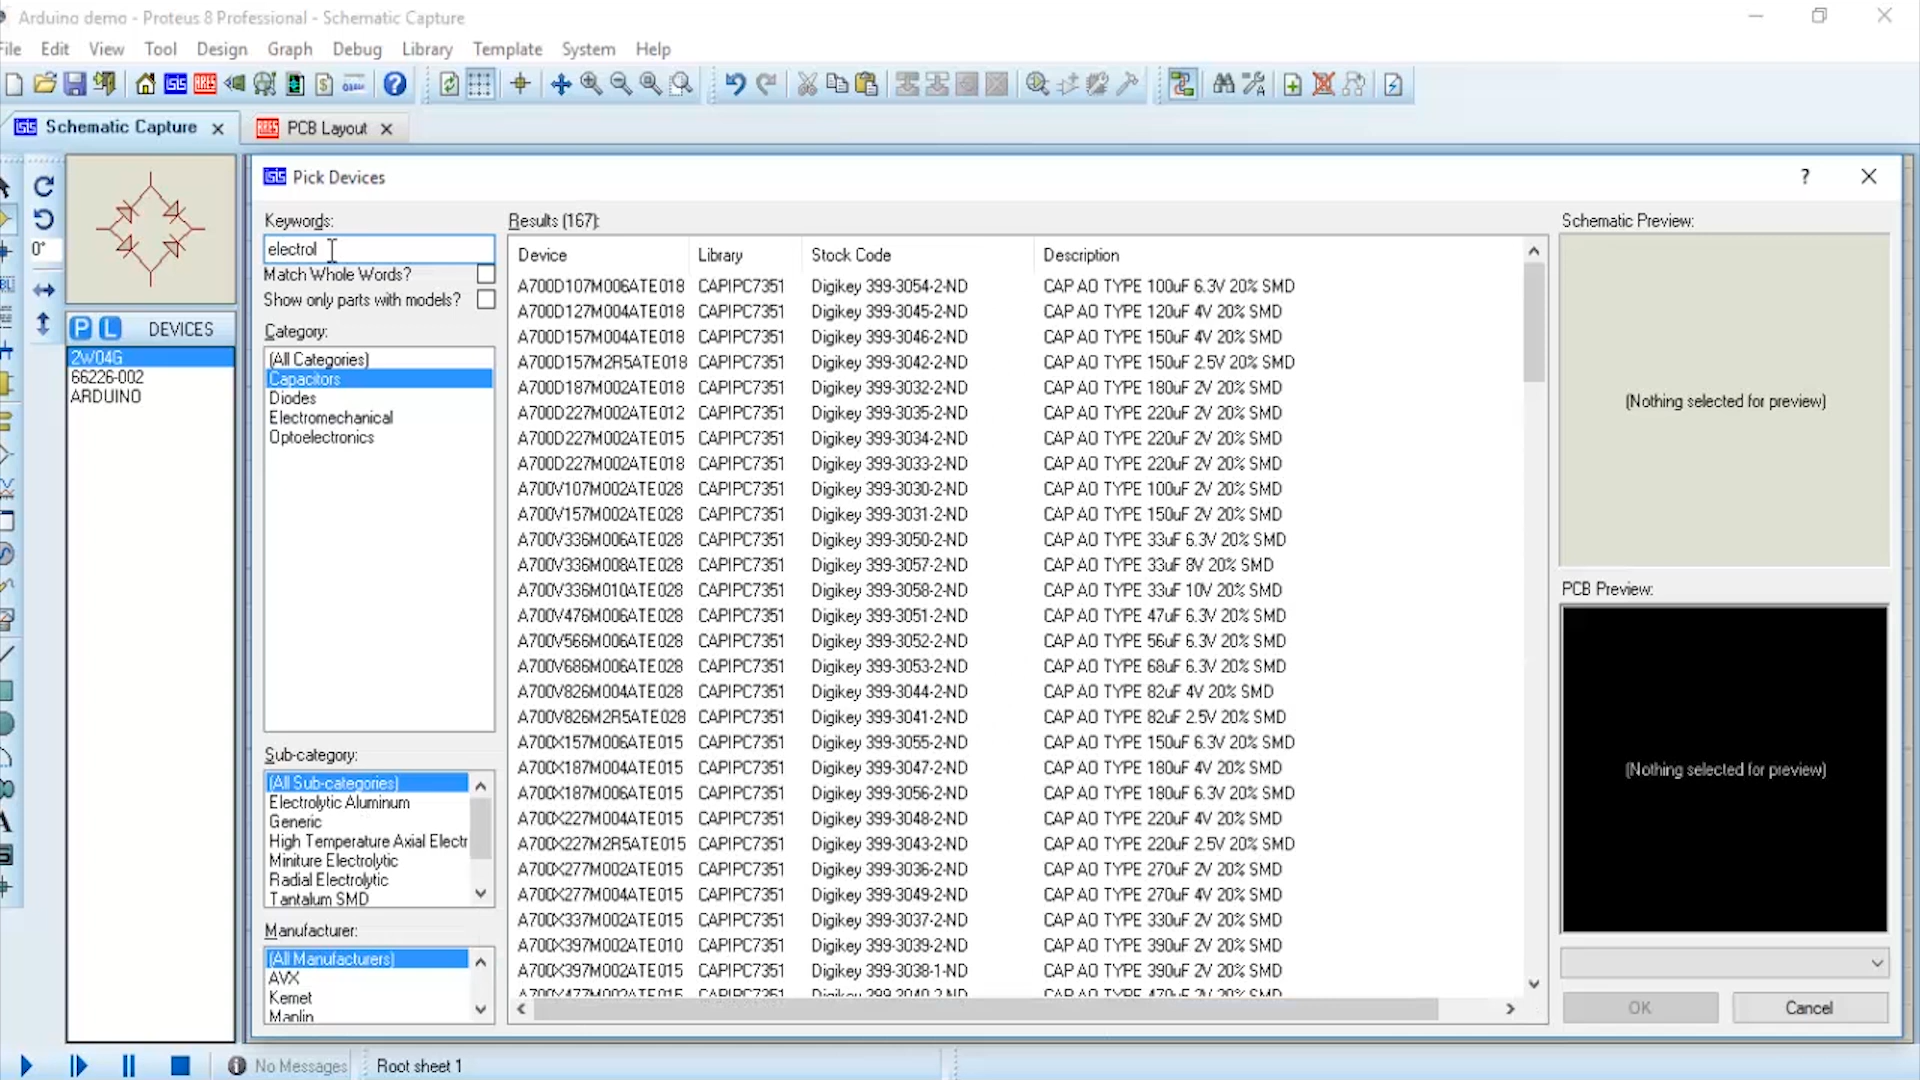 Arduino demo - Proteus 8 Professional - Schematic Capture
File Edit View Tool Design Graph Debug Library Template System Help
Schematic Capture
PCB Layout
Pick Devices
?
Keywords:
electrol
Match Whole Words?
Show only parts with models?
Category:
(All Categories)
Capacitors
Diodes
Electromechanical
Optoelectronics
Sub-category:
(All Sub-categories)
Electrolytic Aluminum
Generic
High Temperature Axial Electr
Miniture Electrolytic
Radial Electrolytic
Tantalum SMD
Manufacturer:
(All Manufacturers)
AVX
Kemet
Maplin
0°
P L DEVICES
2W04G
66226-002
ARDUINO
Results (167):
Device Library Stock Code Description
A700D107M006ATE018 CAPIPC7351 Digikey 399-3054-2-ND CAP AO TYPE 100uF 6.3V 20% SMD
A700D127M004ATE018 CAPIPC7351 Digikey 399-3045-2-ND CAP AO TYPE 120uF 4V 20% SMD
A700D157M004ATE018 CAPIPC7351 Digikey 399-3046-2-ND CAP AO TYPE 150uF 4V 20% SMD
A700D157M2R5ATE018 CAPIPC7351 Digikey 399-3042-2-ND CAP AO TYPE 150uF 2.5V 20% SMD
A700D187M002ATE018 CAPIPC7351 Digikey 399-3032-2-ND CAP AO TYPE 180uF 2V 20% SMD
A700D227M002ATE012 CAPIPC7351 Digikey 399-3035-2-ND CAP AO TYPE 220uF 2V 20% SMD
A700D227M002ATE015 CAPIPC7351 Digikey 399-3034-2-ND CAP AO TYPE 220uF 2V 20% SMD
A700D227M002ATE018 CAPIPC7351 Digikey 399-3033-2-ND CAP AO TYPE 220uF 2V 20% SMD
A700V107M002ATE028 CAPIPC7351 Digikey 399-3030-2-ND CAP AO TYPE 100uF 2V 20% SMD
A700V157M002ATE028 CAPIPC7351 Digikey 399-3031-2-ND CAP AO TYPE 150uF 2V 20% SMD
A700V336M006ATE028 CAPIPC7351 Digikey 399-3050-2-ND CAP AO TYPE 33uF 6.3V 20% SMD
A700V336M008ATE028 CAPIPC7351 Digikey 399-3057-2-ND CAP AO TYPE 33uF 8V 20% SMD
A700V336M010ATE028 CAPIPC7351 Digikey 399-3058-2-ND CAP AO TYPE 33uF 10V 20% SMD
A700V476M006ATE028 CAPIPC7351 Digikey 399-3051-2-ND CAP AO TYPE 47uF 6.3V 20% SMD
A700V566M006ATE028 CAPIPC7351 Digikey 399-3052-2-ND CAP AO TYPE 56uF 6.3V 20% SMD
A700V686M006ATE028 CAPIPC7351 Digikey 399-3053-2-ND CAP AO TYPE 68uF 6.3V 20% SMD
A700V826M004ATE028 CAPIPC7351 Digikey 399-3044-2-ND CAP AO TYPE 82uF 4V 20% SMD
A700V826M2R5ATE028 CAPIPC7351 Digikey 399-3041-2-ND CAP AO TYPE 82uF 2.5V 20% SMD
A700X157M006ATE015 CAPIPC7351 Digikey 399-3055-2-ND CAP AO TYPE 150uF 6.3V 20% SMD
A700X187M004ATE015 CAPIPC7351 Digikey 399-3047-2-ND CAP AO TYPE 180uF 4V 20% SMD
A700X187M006ATE015 CAPIPC7351 Digikey 399-3056-2-ND CAP AO TYPE 180uF 6.3V 20% SMD
A700X227M004ATE015 CAPIPC7351 Digikey 399-3048-2-ND CAP AO TYPE 220uF 4V 20% SMD
A700X227M2R5ATE015 CAPIPC7351 Digikey 399-3043-2-ND CAP AO TYPE 220uF 2.5V 20% SMD
A700X277M002ATE015 CAPIPC7351 Digikey 399-3036-2-ND CAP AO TYPE 270uF 2V 20% SMD
A700X277M004ATE015 CAPIPC7351 Digikey 399-3049-2-ND CAP AO TYPE 270uF 4V 20% SMD
A700X337M002ATE015 CAPIPC7351 Digikey 399-3037-2-ND CAP AO TYPE 330uF 2V 20% SMD
A700X397M002ATE010 CAPIPC7351 Digikey 399-3039-2-ND CAP AO TYPE 390uF 2V 20% SMD
A700X397M002ATE015 CAPIPC7351 Digikey 399-3038-1-ND CAP AO TYPE 390uF 2V 20% SMD
A700Y477M002ATE015 CAPIPC7351 Digikey 399-3040-2-ND CAP AO TYPE 470uF 2V 20% SMD
Schematic Preview:
(Nothing selected for preview)
PCB Preview:
(Nothing selected for preview)
OK Cancel
No Messages Root sheet 1